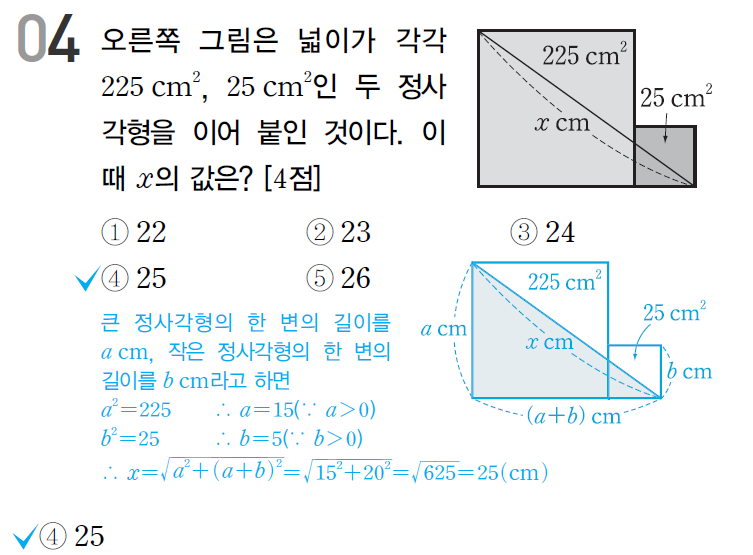 04 오른쪽 그림은 넓이가 각각
225 cm², 25 cm²인 두 정사
각형을 이어 붙인 것이다. 이
때 x의 값은? [4점]
225 cm²
25 cm²
x cm
① 22 ② 23 ③ 24
④ 25 ⑤ 26
큰 정사각형의 한 변의 길이를
a cm, 작은 정사각형의 한 변의
길이를 b cm라고 하면
a²=225 ∴ a=15(∵ a>0)
b²=25 ∴ b=5(∵ b>0)
∴ x=√(a²+(a+b)²)=√(15²+20²)=√625=25(cm)
225 cm²
25 cm²
a cm
x cm
b cm
(a+b) cm
④ 25